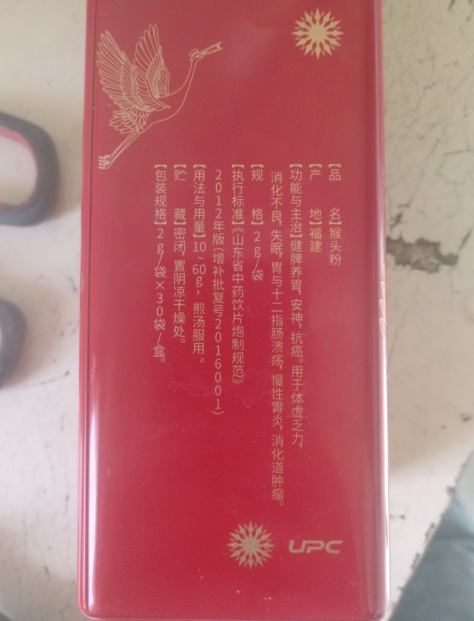 【品 名】猴头粉
【产 地】福建
【功能与主治】健脾养胃，安神，抗癌。用于体虚乏力，
消化不良，失眠，胃与十二指肠溃疡，慢性胃炎，消化道肿瘤。
【规 格】2g/袋
【执行标准】《山东省中药饮片炮制规范》
2012年版(增补批复号2016001)
【用法与用量】10~60g，煎汤服用。
【贮 藏】密闭，置阴凉干燥处。
【包装规格】2g/袋×30袋/盒。
UPC